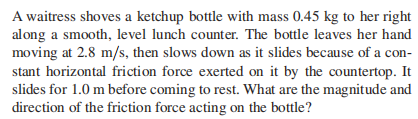 A waitress shoves a ketchup bottle with mass 0.45 kg to her right
along a smooth, level lunch counter. The bottle leaves her hand
moving at 2.8 m/s, then slows down as it slides because of a con-
stant horizontal friction force exerted on it by the countertop. It
slides for 1.0 m before coming to rest. What are the magnitude and
direction of the friction force acting on the bottle?